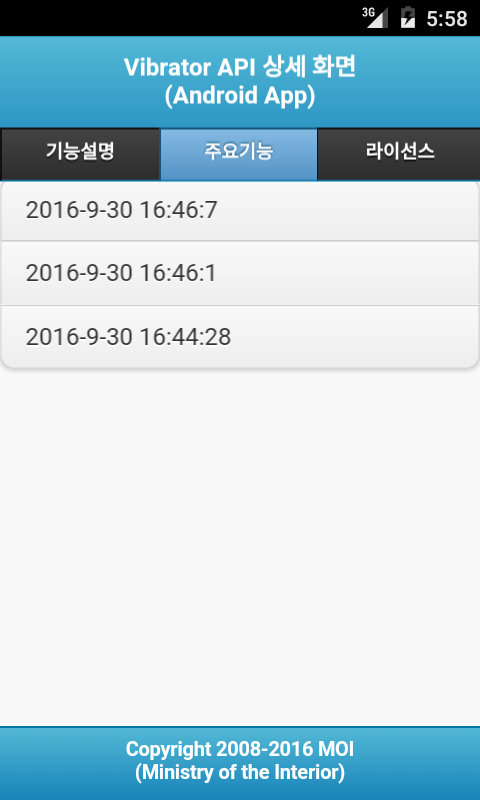 3G 5:58
Vibrator API 상세 화면
(Android App)
기능설명 주요기능 라이선스
2016-9-30 16:46:7
2016-9-30 16:46:1
2016-9-30 16:44:28
Copyright 2008-2016 MOI
(Ministry of the Interior)